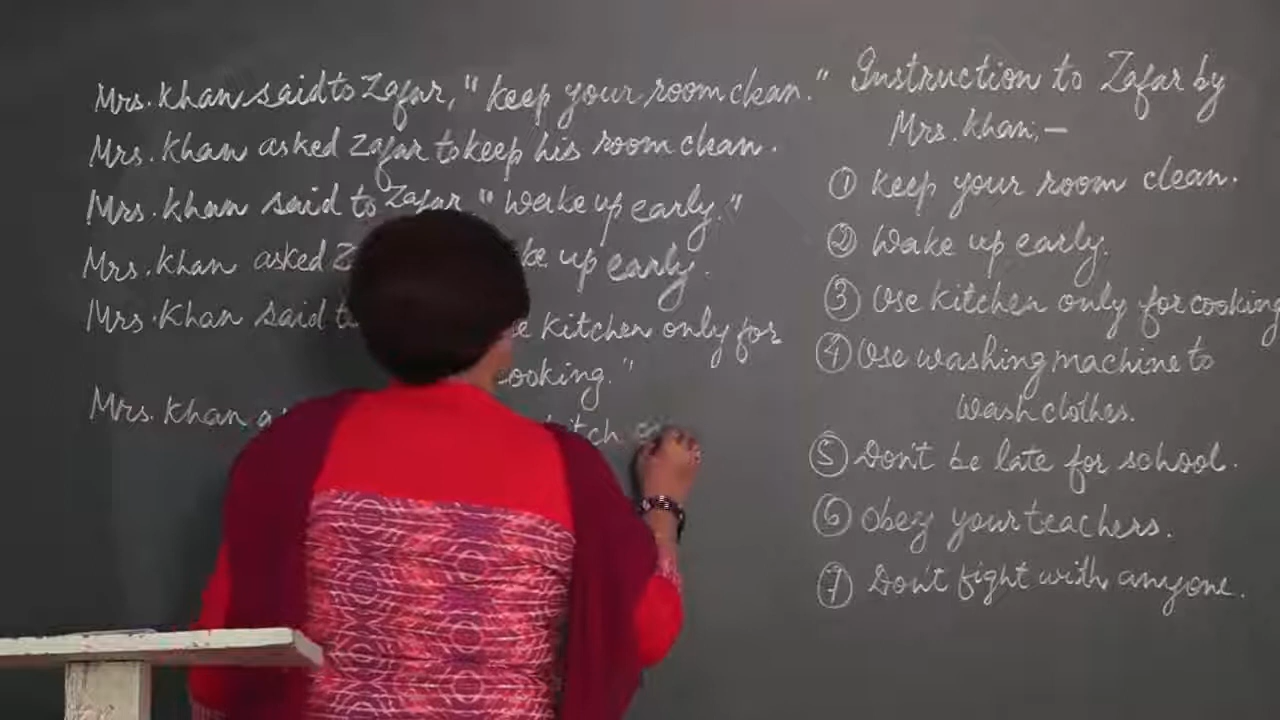 Mrs. Khan said to Zafar, "Keep your room clean."
Mrs. Khan asked Zafar to keep his room clean.
Mrs. Khan said to Zafar "Wake up early."
Mrs. Khan asked up early.
Mrs. Khan said kitchen only for
cooking."
Mrs. Khan
Instruction to Zafar by
Mrs. Khan:—
① Keep your room clean.
② Wake up early.
③ Use kitchen only for cooking
④ Use washing machine to
Wash clothes.
⑤ Don't be late for school.
⑥ Obey your teachers.
⑦ Don't fight with anyone.